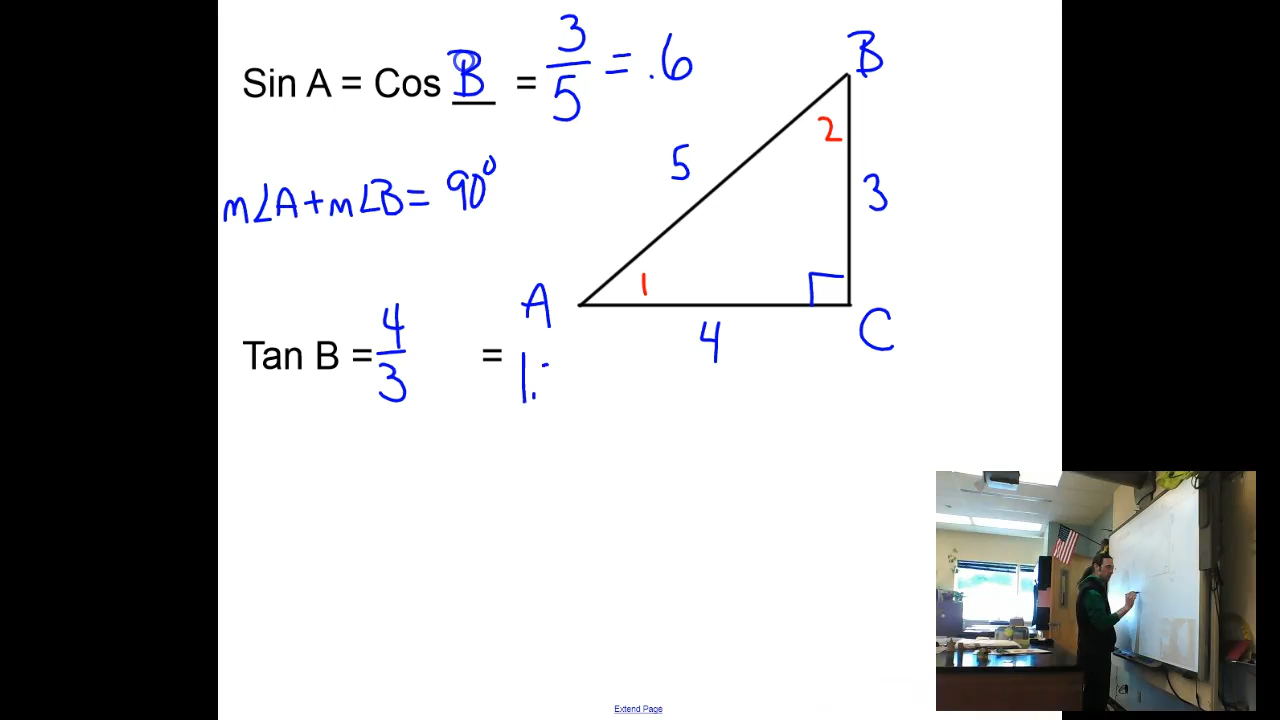 Sin A = Cos B = 3/5 = .6
B
2
5
3
m∠A + m∠B = 90°
1
A
C
4
Tan B = 4/3 = 1.
Extend Page